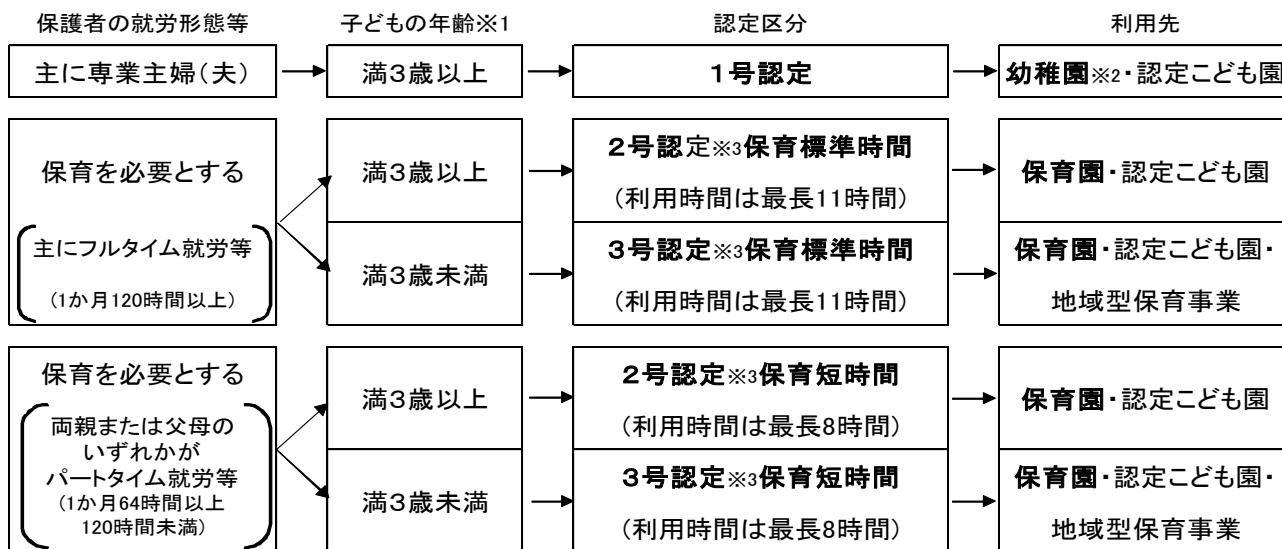 保護者の就労形態等 子どもの年齢※1 認定区分 利用先
主に専業主婦(夫) 満3歳以上 1号認定 幼稚園※2・認定こども園
保育を必要とする
主にフルタイム就労等
(1か月120時間以上)
満3歳以上
2号認定※3保育標準時間
(利用時間は最長11時間)
保育園・認定こども園
満3歳未満
3号認定※3保育標準時間
(利用時間は最長11時間)
保育園・認定こども園・
地域型保育事業
保育を必要とする
両親または父母の
いずれかが
パートタイム就労等
(1か月64時間以上
120時間未満)
満3歳以上
2号認定※3保育短時間
(利用時間は最長8時間)
保育園・認定こども園
満3歳未満
3号認定※3保育短時間
(利用時間は最長8時間)
保育園・認定こども園・
地域型保育事業